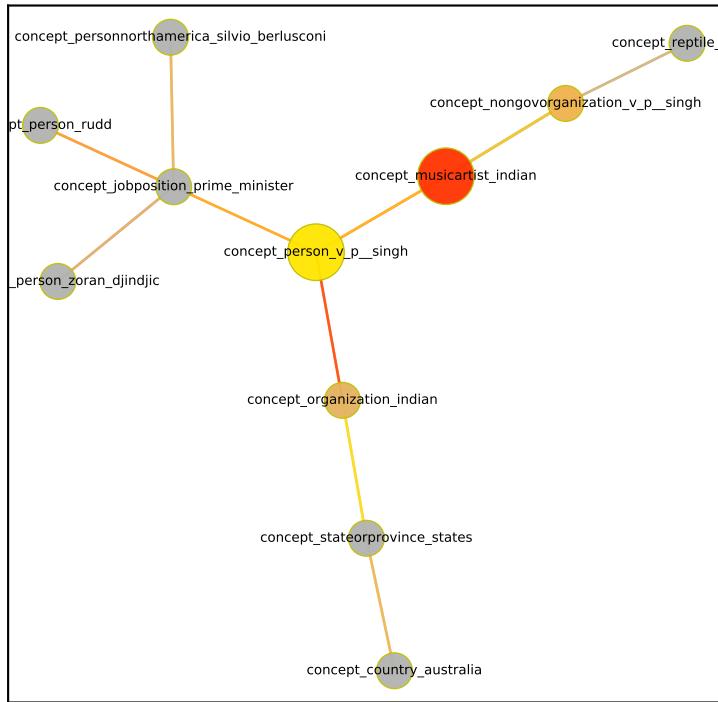 concept_personnorthamerica_silvio_berlusconi
concept_reptile_
concept_nongovorganization_v_p__singh
pt_person_rudd
concept_musicartist_indian
concept_jobposition_prime_minister
concept_person_v_p__singh
_person_zoran_djindjic
concept_organization_indian
concept_stateorprovince_states
concept_country_australia